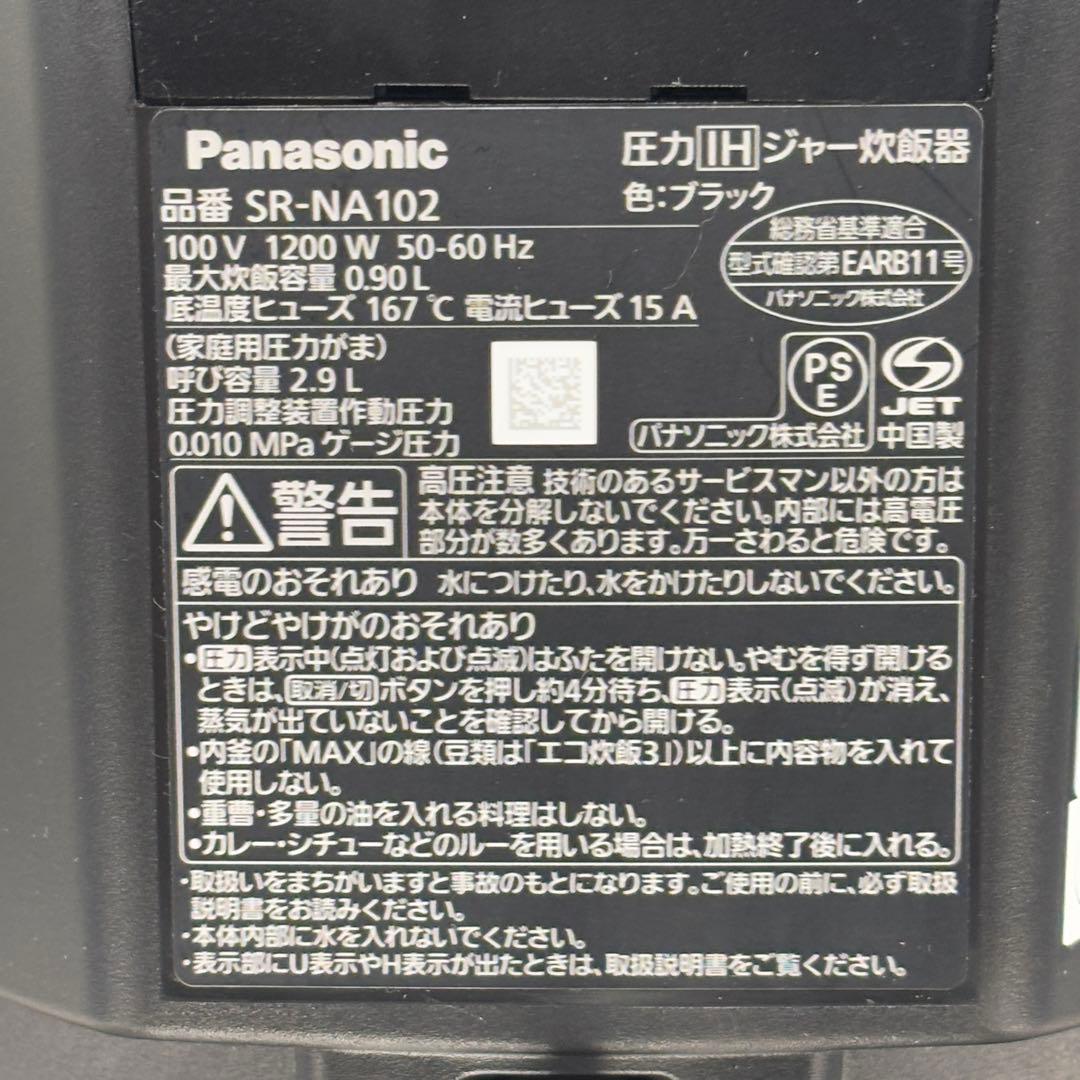 Panasonic
圧力IHジャー炊飯器
品番 SR-NA102
色:ブラック
100 V 1200 W 50-60 Hz
最大炊飯容量 0.90 L
底温度ヒューズ 167 ℃ 電流ヒューズ 15 A
総務省基準適合
型式確認第EARB11号
パナソニック株式会社
(家庭用圧力がま)
呼び容量 2.9 L
圧力調整装置作動圧力
0.010 MPa ゲージ圧力
PS
E
JET
パナソニック株式会社 中国製
警告
高圧注意 技術のあるサービスマン以外の方は
本体を分解しないでください。内部には高電圧
部分が数多くあります。万一さわると危険です。
感電のおそれあり 水につけたり、水をかけたりしないでください。
やけどやけがのおそれあり
•圧力表示中(点灯および点滅)はふたを開けない。やむを得ず開ける
ときは、取消/切ボタンを押し約4分待ち、圧力表示(点滅)が消え、
蒸気が出ていないことを確認してから開ける。
•内釜の「MAX」の線(豆類は「エコ炊飯3」)以上に内容物を入れて
使用しない。
•重曹・多量の油を入れる料理はしない。
•カレー・シチューなどのルーを用いる場合は、加熱終了後に入れる。
・取扱いをまちがいますと事故のもとになります。ご使用の前に、必ず取扱
説明書をお読みください。
・本体内部に水を入れないでください。
・表示部にU表示やH表示が出たときは、取扱説明書をご覧ください。